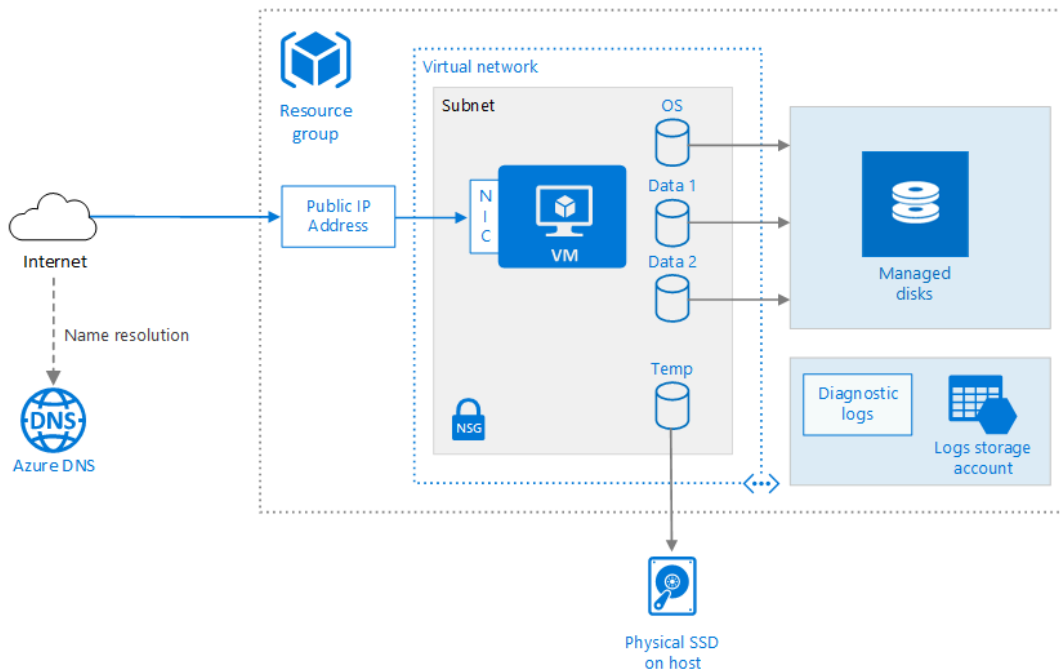 Resource
group
Virtual network
Subnet
OS
Data 1
Data 2
Temp
Public IP
Address
N
I
C
VM
NSG
Internet
Name resolution
DNS
Azure DNS
Managed
disks
Diagnostic
logs
Logs storage
account
Physical SSD
on host